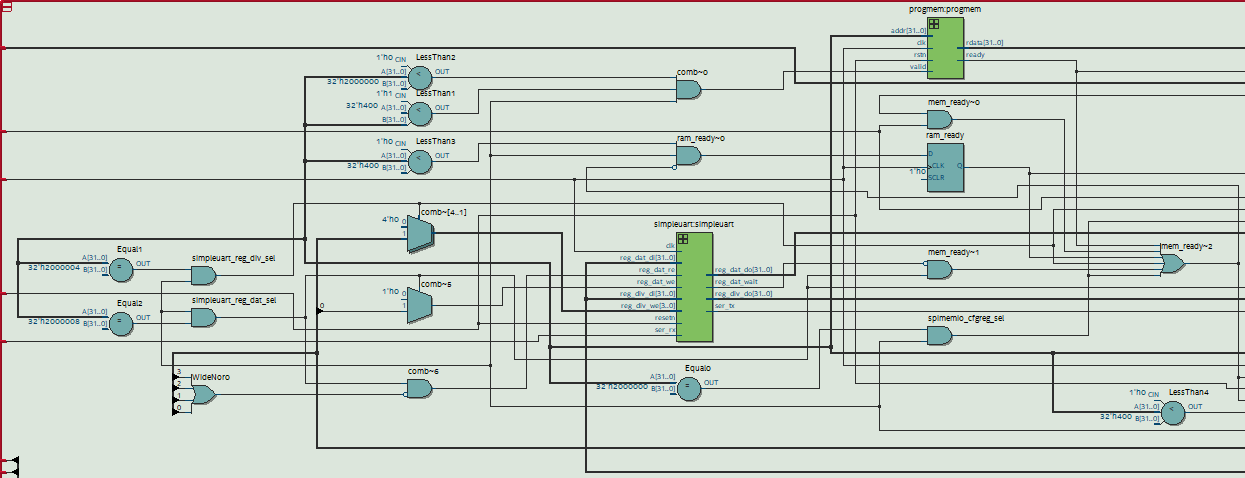 progmem:progmem
addr[31..0]
clk
rstn
valid
rdata[31..0]
ready
1'h0 CIN
LessThan2
A[31..0]
32'h2000000
B[31..0]
OUT
1'h1 CIN
LessThan1
32'h400
A[31..0]
B[31..0]
OUT
comb~0
1'h0 CIN
LessThan3
A[31..0]
32'h400
B[31..0]
OUT
ram_ready~0
mem_ready~0
ram_ready
D
CLK
1'h0
SCLR
Q
comb~[4..1]
4'h0
0
1
simpleuart:simpleuart
clk
reg_dat_di[31..0]
reg_dat_re
reg_dat_we
reg_div_di[31..0]
reg_div_we[3..0]
resetn
ser_rx
reg_dat_do[31..0]
reg_dat_wait
reg_div_do[31..0]
ser_tx
Equal1
A[31..0]
32'h2000004
B[31..0]
=
OUT
simpleuart_reg_div_sel
Equal2
A[31..0]
32'h2000008
B[31..0]
=
OUT
simpleuart_reg_dat_sel
comb~5
1'h0
0
1
0
mem_ready~1
mem_ready~2
spimemio_cfgreg_sel
WideNor0
3
2
1
0
comb~6
Equal0
A[31..0]
32'h2000000
B[31..0]
=
OUT
LessThan4
1'h0 CIN
A[31..0]
32'h400
B[31..0]
OUT